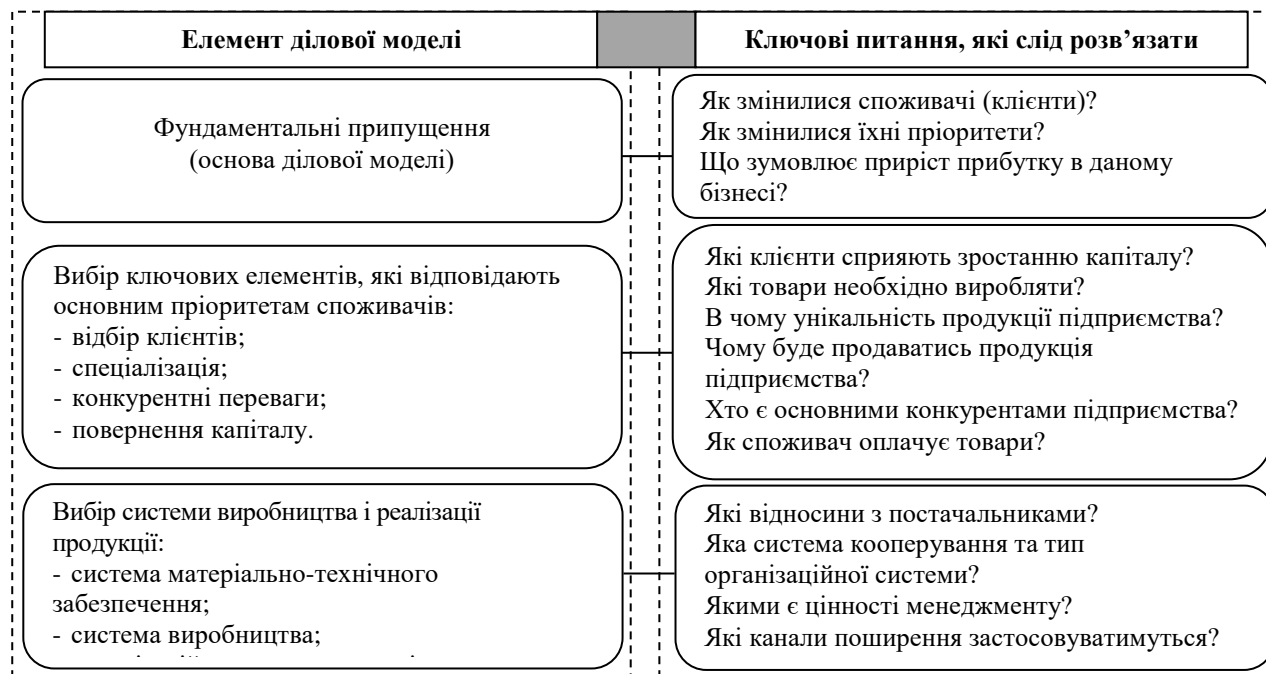 Елемент ділової моделі
Ключові питання, які слід розв’язати
Фундаментальні припущення
(основа ділової моделі)
Як змінилися споживачі (клієнти)?
Як змінилися їхні пріоритети?
Що зумовлює приріст прибутку в даному
бізнесі?
Вибір ключових елементів, які відповідають
основним пріоритетам споживачів:
- відбір клієнтів;
- спеціалізація;
- конкурентні переваги;
- повернення капіталу.
Які клієнти сприяють зростанню капіталу?
Які товари необхідно виробляти?
В чому унікальність продукції підприємства?
Чому буде продаватись продукція
підприємства?
Хто є основними конкурентами підприємства?
Як споживач оплачує товари?
Вибір системи виробництва і реалізації
продукції:
- система матеріально-технічного
забезпечення;
- система виробництва;
Які відносини з постачальниками?
Яка система кооперування та тип
організаційної системи?
Якими є цінності менеджменту?
Які канали поширення застосовуватимуться?